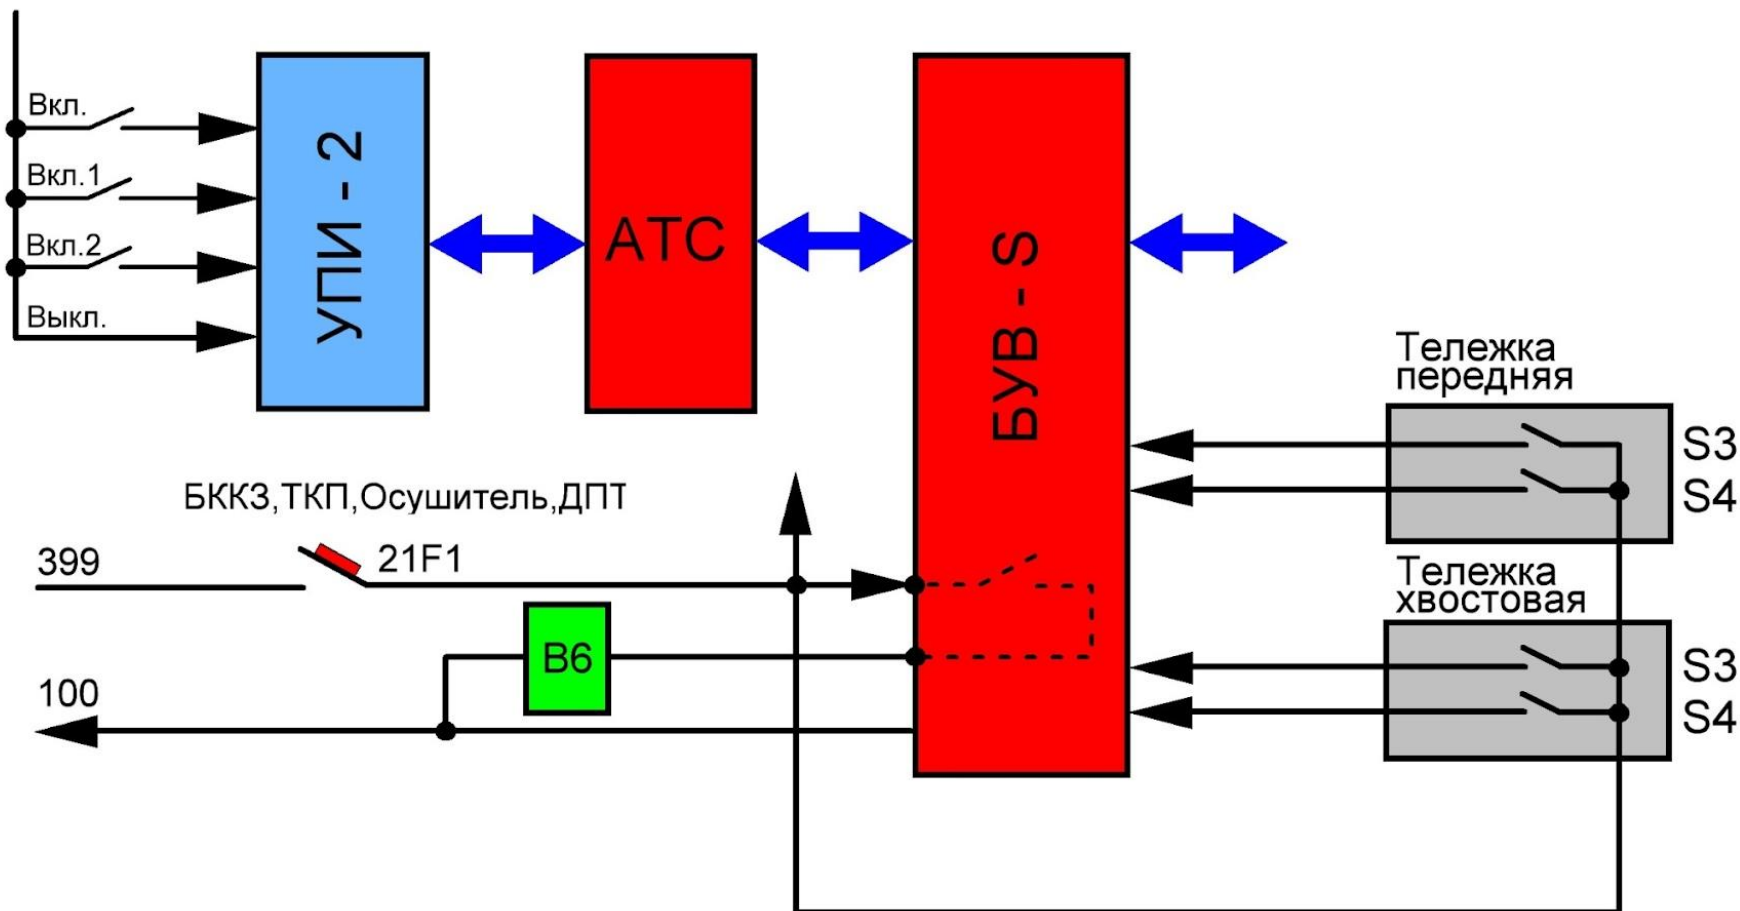 Вкл.
Вкл.1
Вкл.2
Выкл.
УПИ - 2
АТС
БУВ - S
Тележка
передняя
S3
S4
БККЗ,ТКП,Осушитель,ДПТ
399
21F1
Тележка
хвостовая
S3
S4
В6
100